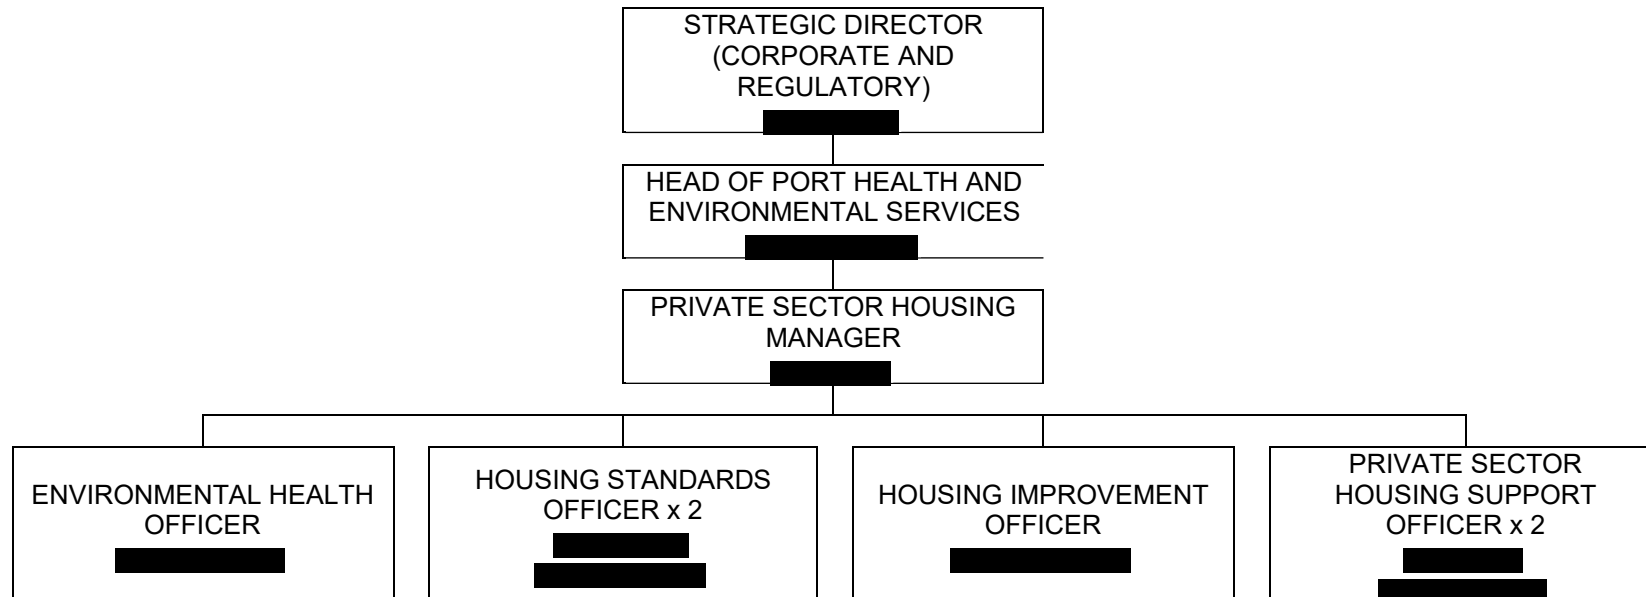 STRATEGIC DIRECTOR
(CORPORATE AND
REGULATORY)
HEAD OF PORT HEALTH AND
ENVIRONMENTAL SERVICES
PRIVATE SECTOR HOUSING
MANAGER
ENVIRONMENTAL HEALTH
OFFICER
HOUSING STANDARDS
OFFICER x 2
HOUSING IMPROVEMENT
OFFICER
PRIVATE SECTOR
HOUSING SUPPORT
OFFICER x 2